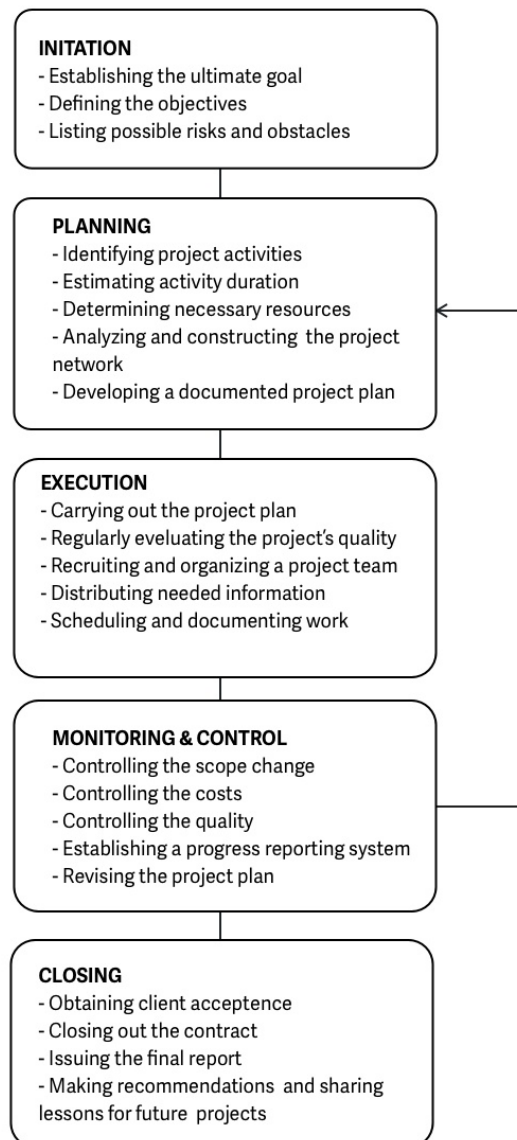 INITATION
- Establishing the ultimate goal
- Defining the objectives
- Listing possible risks and obstacles
PLANNING
- Identifying project activities
- Estimating activity duration
- Determining necessary resources
- Analyzing and constructing the project
network
- Developing a documented project plan
EXECUTION
- Carrying out the project plan
- Regularly eveluating the project's quality
- Recruiting and organizing a project team
- Distributing needed information
- Scheduling and documenting work
MONITORING & CONTROL
- Controlling the scope change
- Controlling the costs
- Controlling the quality
- Establishing a progress reporting system
- Revising the project plan
CLOSING
- Obtaining client acceptence
- Closing out the contract
- Issuing the final report
- Making recommendations and sharing
lessons for future projects